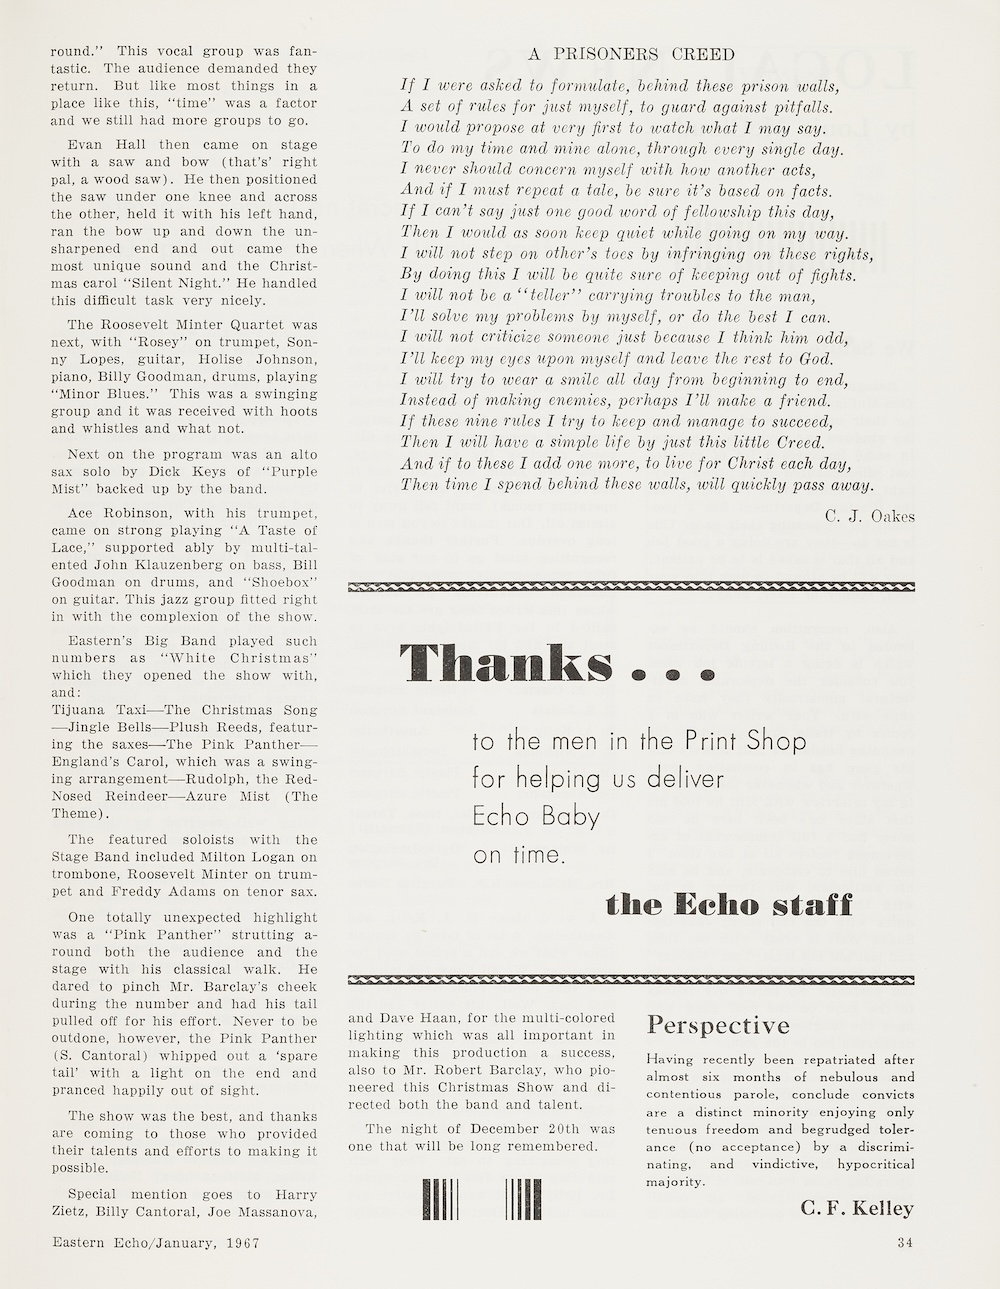 round." This vocal group was fan-
tastic. The audience demanded they
return. But like most things in a
place like this, "time" was a factor
and we still had more groups to go.
Evan Hall then came on stage
with a saw and bow (that's' right
pal, a wood saw). He then positioned
the saw under one knee and across
the other, held it with his left hand,
ran the bow up and down the un-
sharpened end and out came the
most unique sound and the Christ-
mas carol "Silent Night." He handled
this difficult task very nicely.
The Roosevelt Minter Quartet was
next, with "Rosey" on trumpet, Son-
ny Lopes, guitar, Holise Johnson,
piano, Billy Goodman, drums, playing
"Minor Blues." This was a swinging
group and it was received with hoots
and whistles and what not.
Next on the program was an alto
sax solo by Dick Keys of "Purple
Mist" backed up by the band.
Ace Robinson, with his trumpet,
came on strong playing "A Taste of
Lace," supported ably by multi-tal-
ented John Klauzenberg on bass, Bill
Goodman on drums, and "Shoebox"
on guitar. This jazz group fitted right
in with the complexion of the show.
Eastern's Big Band played such
numbers as "White Christmas"
which they opened the show with,
and:
Tijuana Taxi—The Christmas Song
—Jingle Bells—Plush Reeds, featur-
ing the saxes—The Pink Panther—
England's Carol, which was a swing-
ing arrangement—Rudolph, the Red-
Nosed Reindeer—Azure Mist (The
Theme).
The featured soloists with the
Stage Band included Milton Logan on
trombone, Roosevelt Minter on trum-
pet and Freddy Adams on tenor sax.
One totally unexpected highlight
was a "Pink Panther" strutting a-
round both the audience and the
stage with his classical walk. He
dared to pinch Mr. Barclay's cheek
during the number and had his tail
pulled off for his effort. Never to be
outdone, however, the Pink Panther
(S. Cantoral) whipped out a 'spare
tail' with a light on the end and
pranced happily out of sight.
The show was the best, and thanks
are coming to those who provided
their talents and efforts to making it
possible.
Special mention goes to Harry
Zietz, Billy Cantoral, Joe Massanova,
A PRISONERS CREED
If I were asked to formulate, behind these prison walls,
A set of rules for just myself, to guard against pitfalls.
I would propose at very first to watch what I may say.
To do my time and mine alone, through every single day.
I never should concern myself with how another acts,
And if I must repeat a tale, be sure it's based on facts.
If I can't say just one good word of fellowship this day,
Then I would as soon keep quiet while going on my way.
I will not step on other's toes by infringing on these rights,
By doing this I will be quite sure of keeping out of fights.
I will not be a "teller" carrying troubles to the man,
I'll solve my problems by myself, or do the best I can.
I will not criticize someone just because I think him odd,
I'll keep my eyes upon myself and leave the rest to God.
I will try to wear a smile all day from beginning to end,
Instead of making enemies, perhaps I'll make a friend.
If these nine rules I try to keep and manage to succeed,
Then I will have a simple life by just this little Creed.
And if to these I add one more, to live for Christ each day,
Then time I spend behind these walls, will quickly pass away.
C. J. Oakes
Thanks . . .
to the men in the Print Shop
for helping us deliver
Echo Baby
on time.
the Echo staff
and Dave Haan, for the multi-colored
lighting which was all important in
making this production a success,
also to Mr. Robert Barclay, who pio-
neered this Christmas Show and di-
rected both the band and talent.
The night of December 20th was
one that will be long remembered.
Perspective
Having recently been repatriated after
almost six months of nebulous and
contentious parole, conclude convicts
are a distinct minority enjoying only
tenuous freedom and begrudged toler-
ance (no acceptance) by a discrimi-
nating, and vindictive, hypocritical
majority.
C. F. Kelley
Eastern Echo/January, 1967
34